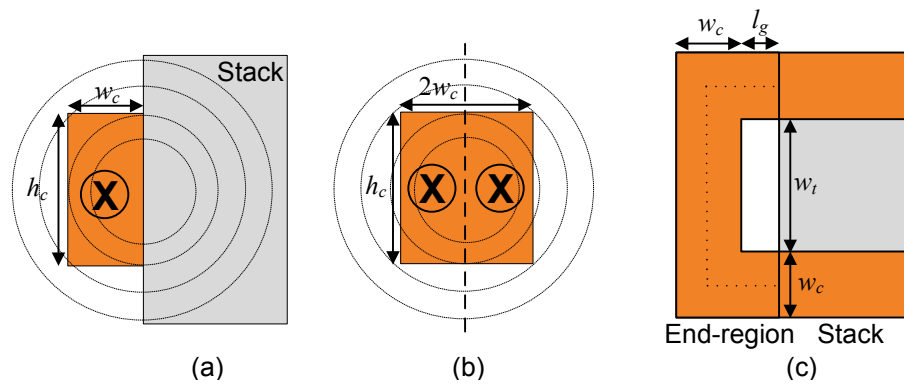 Stack
w_c
h_c
X
(a)
2w_c
h_c
X X
(b)
w_c l_g
w_t
w_c
End-region Stack
(c)